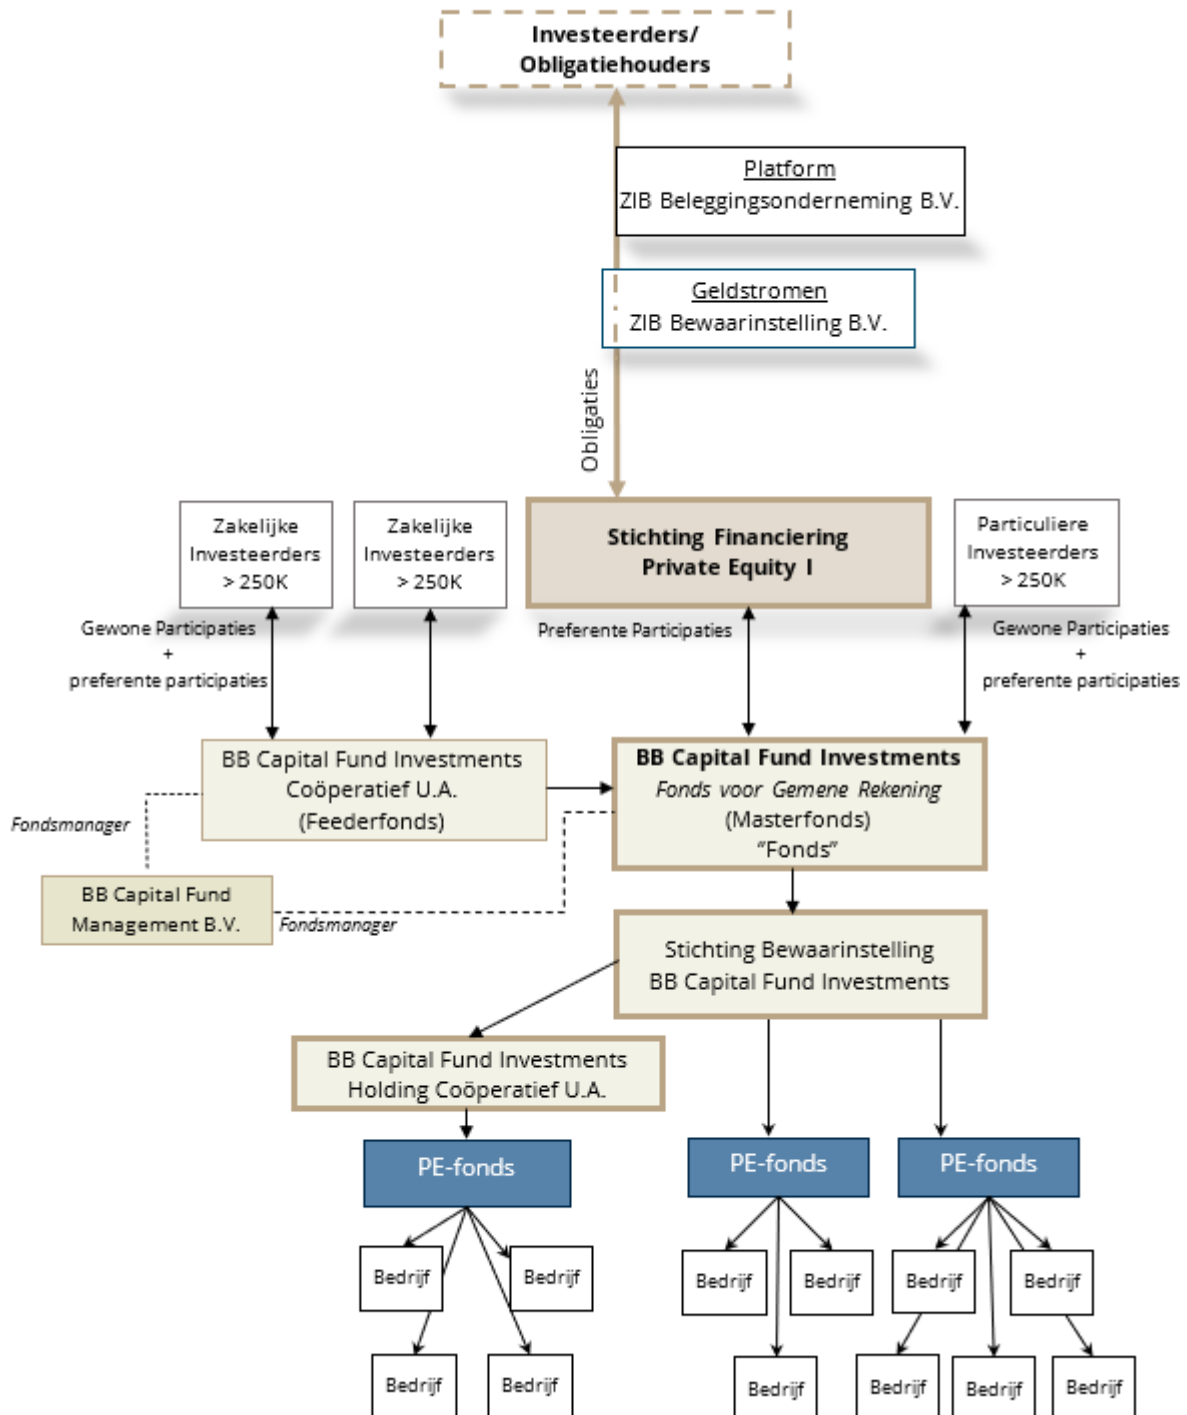 Investeerders/
Obligatiehouders
Platform
ZIB Beleggingsonderneming B.V.
Geldstromen
ZIB Bewaarinstelling B.V.
Obligaties
Zakelijke
Investeerders
> 250K
Zakelijke
Investeerders
> 250K
Stichting Financiering
Private Equity I
Particuliere
Investeerders
> 250K
Gewone Participaties
+
preferente participaties
Preferente Participaties
Gewone Participaties
+
preferente participaties
BB Capital Fund Investments
Coöperatief U.A.
(Feederfonds)
BB Capital Fund Investments
Fonds voor Gemene Rekening
(Masterfonds)
“Fonds”
Fondsmanager
BB Capital Fund
Management B.V.
Fondsmanager
Stichting Bewaarinstelling
BB Capital Fund Investments
BB Capital Fund Investments
Holding Coöperatief U.A.
PE-fonds
PE-fonds
PE-fonds
Bedrijf
Bedrijf
Bedrijf
Bedrijf
Bedrijf
Bedrijf
Bedrijf
Bedrijf
Bedrijf
Bedrijf
Bedrijf
Bedrijf